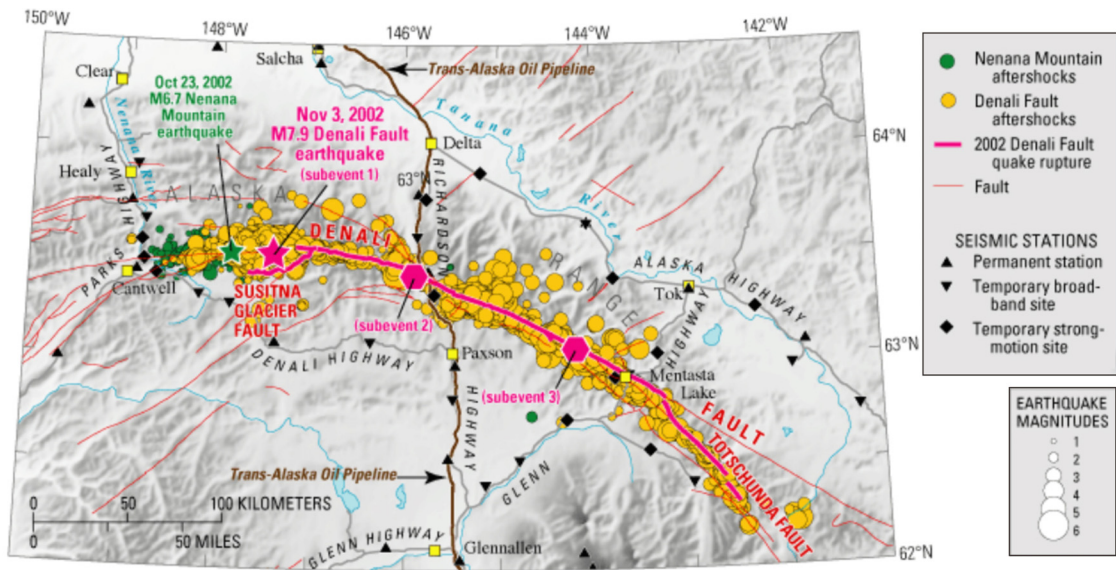 150°W
148°W
146°W
144°W
142°W
Clear
Salcha
Trans-Alaska Oil Pipeline
Oct 23, 2002
M6.7 Nenana
Mountain
earthquake
Nov 3, 2002
M7.9 Denali Fault
earthquake
(subevent 1)
Nenana River
Tanana
River
Delta
64°N
Healy
63°N
ALASKA
RANGE
RICHARDSON
HIGHWAY
PARKS
HIGHWAY
DENALI
FAULT
Cantwell
SUSITNA
GLACIER
FAULT
(subevent 2)
DENALI HIGHWAY
Paxson
ALASKA HIGHWAY
Tok
HIGHWAY
63°N
Mentasta
Lake
(subevent 3)
TOTSCHUNDA FAULT
GLENN
Trans-Alaska Oil Pipeline
0 50 100 KILOMETERS
0 50 MILES
GLENN HIGHWAY
Glennallen
62°N
Nenana Mountain
aftershocks
Denali Fault
aftershocks
2002 Denali Fault
quake rupture
Fault
SEISMIC STATIONS
Permanent station
Temporary broad-
band site
Temporary strong-
motion site
EARTHQUAKE
MAGNITUDES
1
2
3
4
5
6